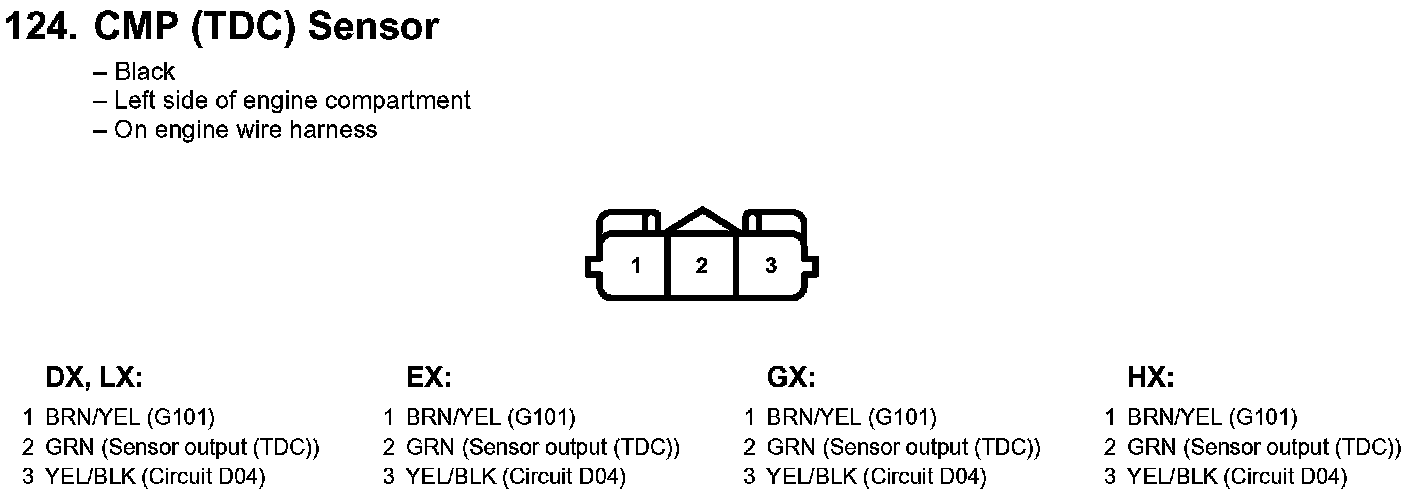 124. CMP (TDC) Sensor
– Black
– Left side of engine compartment
– On engine wire harness
1 2 3
DX, LX:
1 BRN/YEL (G101)
2 GRN (Sensor output (TDC))
3 YEL/BLK (Circuit D04)
EX:
1 BRN/YEL (G101)
2 GRN (Sensor output (TDC))
3 YEL/BLK (Circuit D04)
GX:
1 BRN/YEL (G101)
2 GRN (Sensor output (TDC))
3 YEL/BLK (Circuit D04)
HX:
1 BRN/YEL (G101)
2 GRN (Sensor output (TDC))
3 YEL/BLK (Circuit D04)